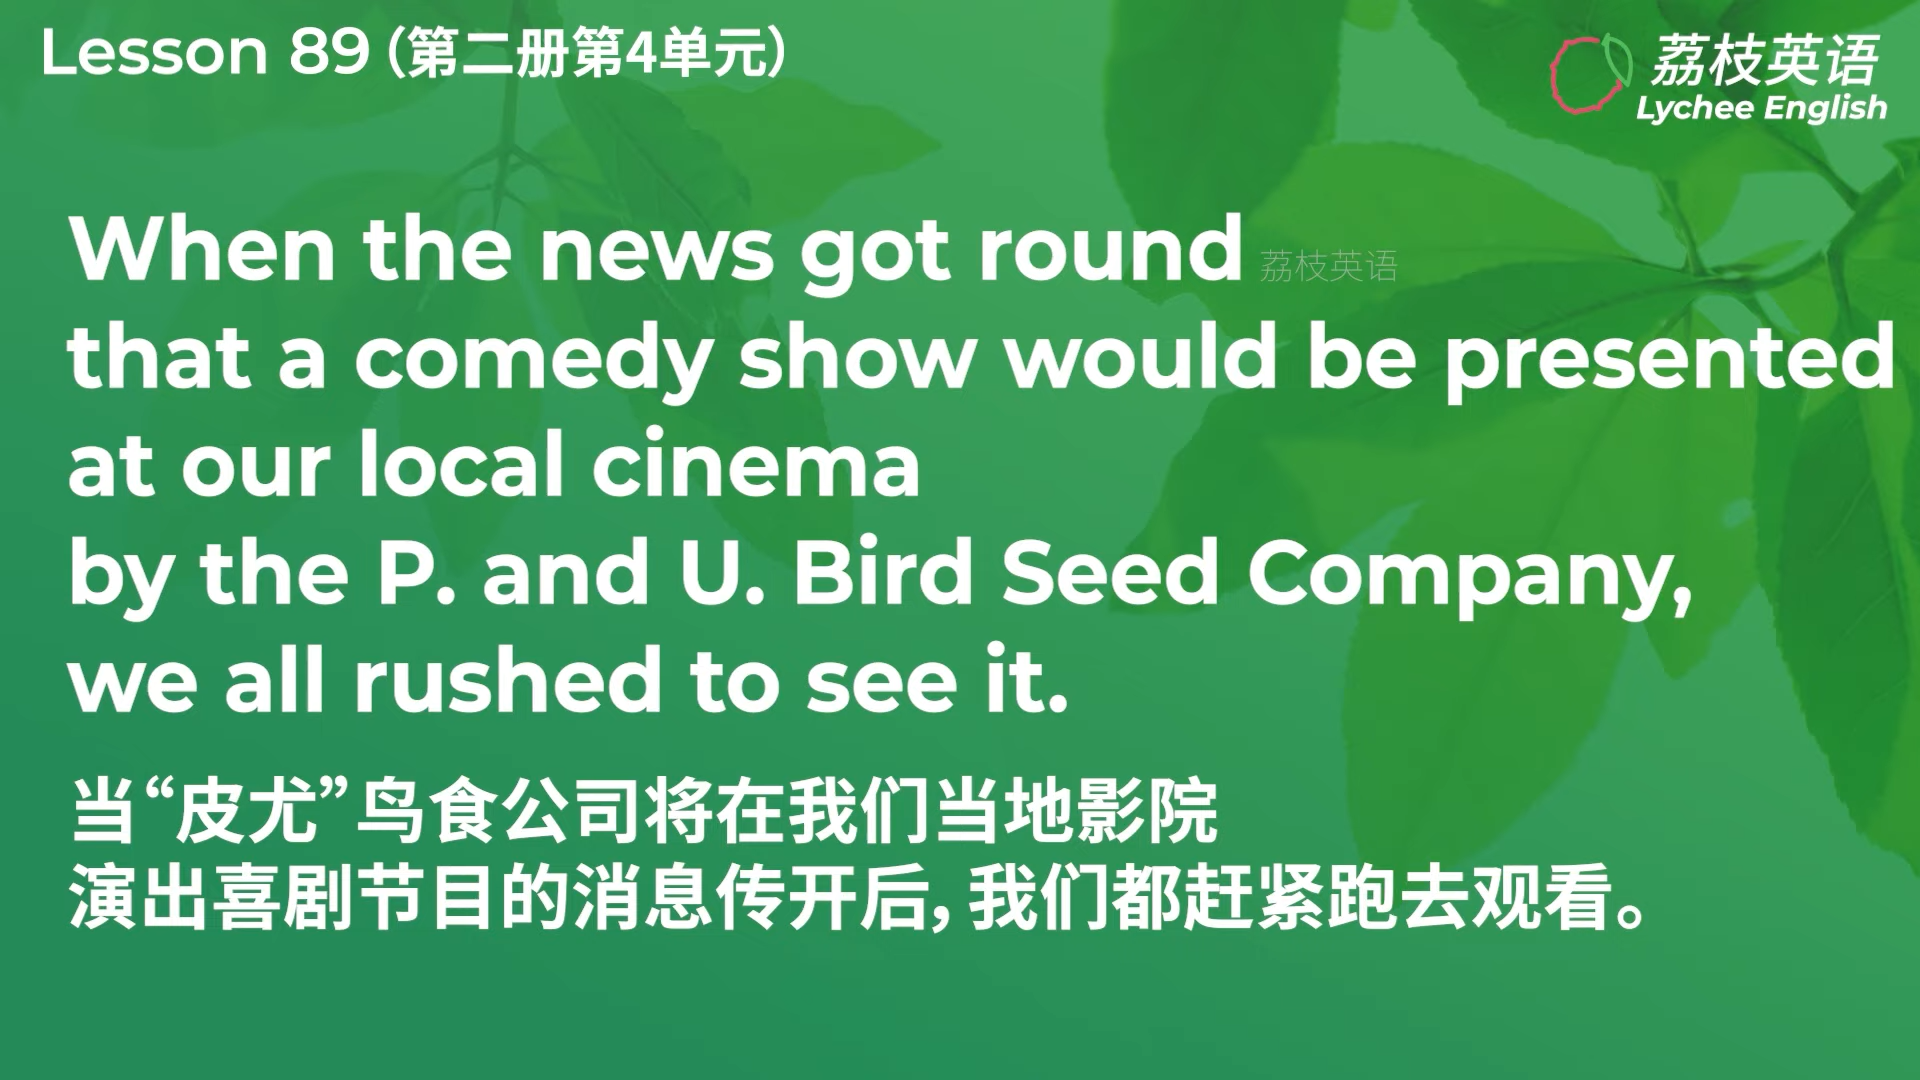 Lesson 89（第二册第4单元）
荔枝英语
Lychee English
When the news got round
荔枝英语
that a comedy show would be presented
at our local cinema
by the P. and U. Bird Seed Company,
we all rushed to see it.
当“皮尤”鸟食公司将在我们当地影院
演出喜剧节目的消息传开后，我们都赶紧跑去观看。